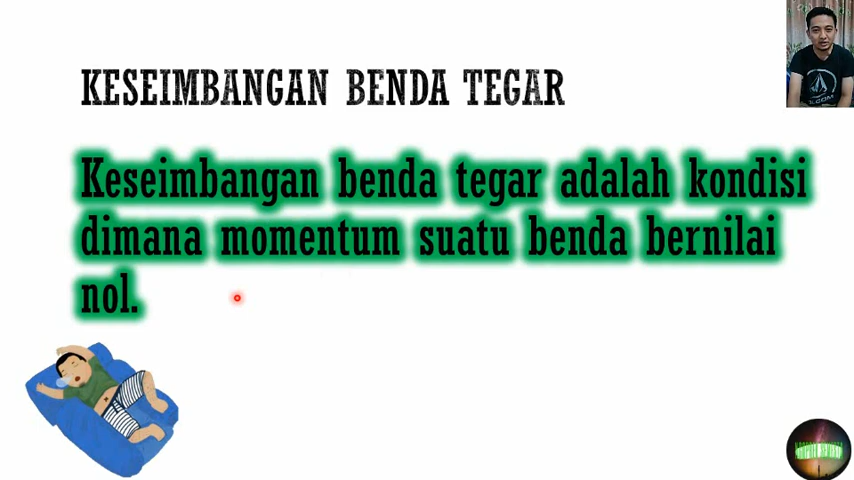 KESEIMBANGAN BENDA TEGAR
Keseimbangan benda tegar adalah kondisi
dimana momentum suatu benda bernilai
nol.